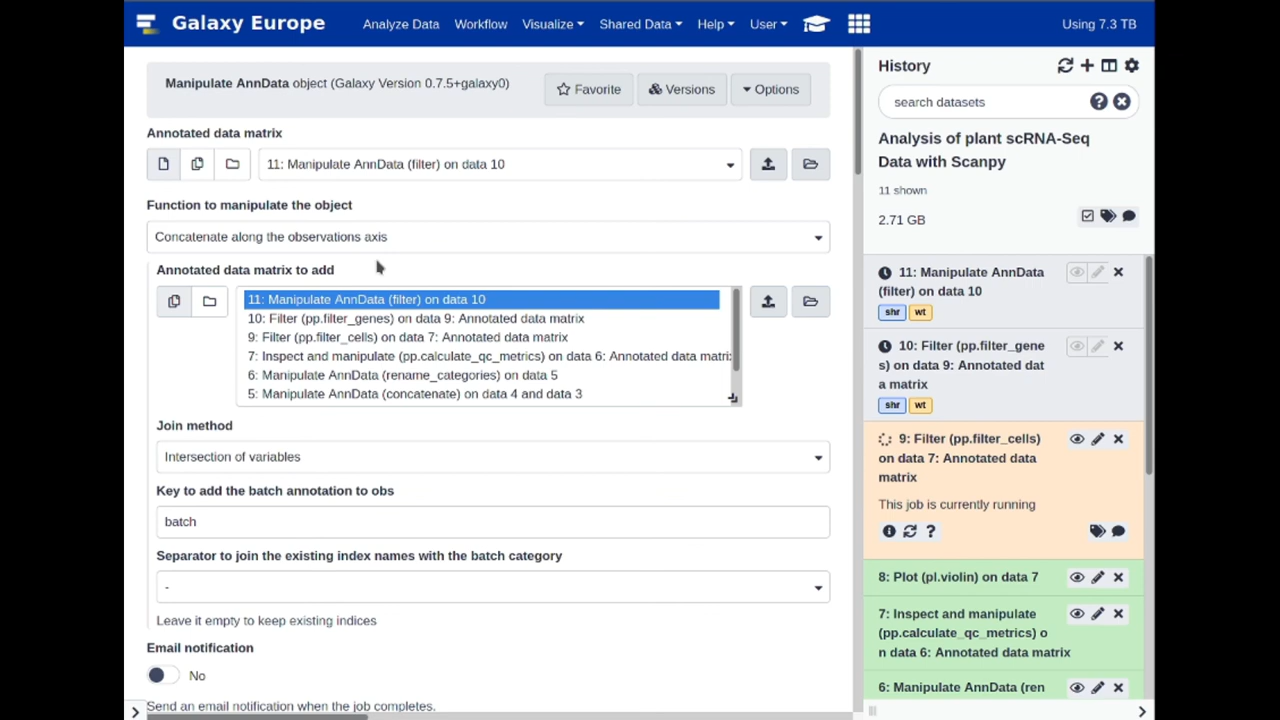 Galaxy Europe
Analyze Data Workflow Visualize Shared Data Help User Using 7.3 TB
Manipulate AnnData object (Galaxy Version 0.7.5+galaxy0)
Favorite Versions Options
Annotated data matrix
11: Manipulate AnnData (filter) on data 10
Function to manipulate the object
Concatenate along the observations axis
Annotated data matrix to add
11: Manipulate AnnData (filter) on data 10
10: Filter (pp.filter_genes) on data 9: Annotated data matrix
9: Filter (pp.filter_cells) on data 7: Annotated data matrix
7: Inspect and manipulate (pp.calculate_qc_metrics) on data 6: Annotated data matrix
6: Manipulate AnnData (rename_categories) on data 5
5: Manipulate AnnData (concatenate) on data 4 and data 3
Join method
Intersection of variables
Key to add the batch annotation to obs
batch
Separator to join the existing index names with the batch category
-
Leave it empty to keep existing indices
Email notification
No
Send an email notification when the job completes.
History
search datasets
Analysis of plant scRNA-Seq
Data with Scanpy
11 shown
2.71 GB
11: Manipulate AnnData
(filter) on data 10
shr wt
10: Filter (pp.filter_gene
s) on data 9: Annotated dat
a matrix
shr wt
9: Filter (pp.filter_cells)
on data 7: Annotated data
matrix
This job is currently running
8: Plot (pl.violin) on data 7
7: Inspect and manipulate
(pp.calculate_qc_metrics) o
n data 6: Annotated data matrix
6: Manipulate AnnData (ren